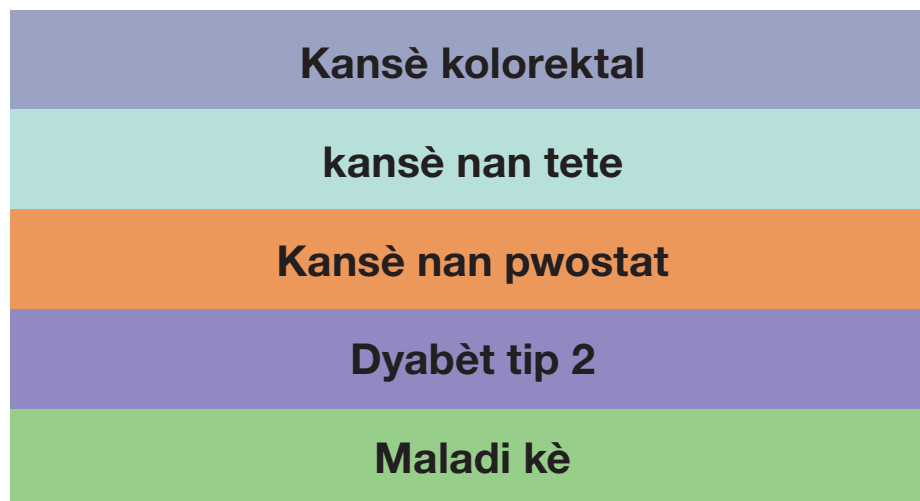 Kansè kolorektal
kansè nan tete
Kansè nan pwostat
Dyabèt tip 2
Maladi kè